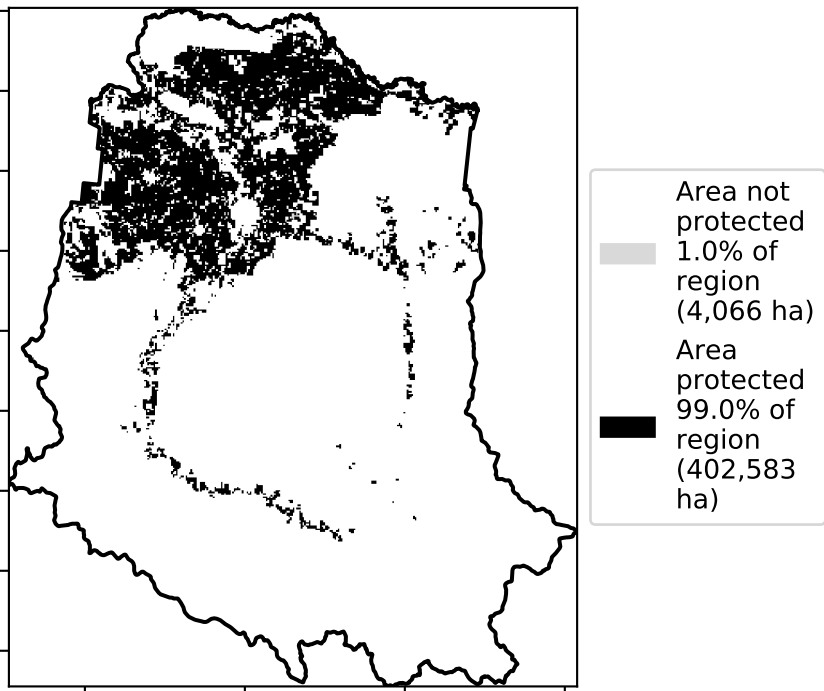 Area not
protected
1.0% of
region
(4,066 ha)
Area
protected
99.0% of
region
(402,583
ha)